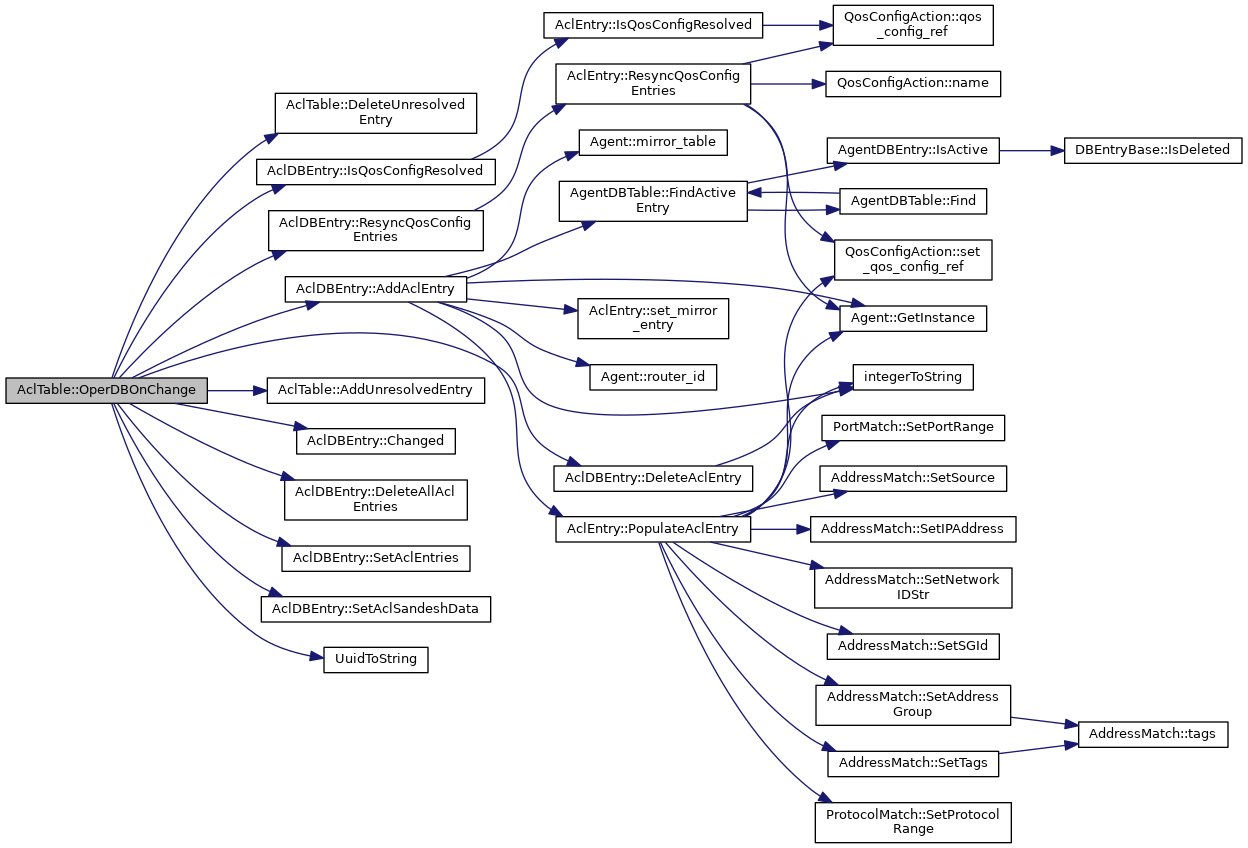 AclTable::OperDBOnChange
AclTable::DeleteUnresolved
Entry
AclDBEntry::IsQosConfigResolved
AclDBEntry::ResyncQosConfig
Entries
AclDBEntry::AddAclEntry
AclTable::AddUnresolvedEntry
AclDBEntry::Changed
AclDBEntry::DeleteAllAcl
Entries
AclDBEntry::SetAclEntries
AclDBEntry::SetAclSandeshData
UuidToString
AclEntry::IsQosConfigResolved
AclEntry::ResyncQosConfig
Entries
Agent::mirror_table
AgentDBTable::FindActive
Entry
AclEntry::set_mirror
_entry
Agent::router_id
AclDBEntry::DeleteAclEntry
AclEntry::PopulateAclEntry
QosConfigAction::qos
_config_ref
QosConfigAction::name
AgentDBEntry::IsActive
AgentDBTable::Find
QosConfigAction::set
_qos_config_ref
Agent::GetInstance
integerToString
PortMatch::SetPortRange
AddressMatch::SetSource
AddressMatch::SetIPAddress
AddressMatch::SetNetwork
IDStr
AddressMatch::SetSGId
AddressMatch::SetAddress
Group
AddressMatch::SetTags
ProtocolMatch::SetProtocol
Range
DBEntryBase::IsDeleted
AddressMatch::tags